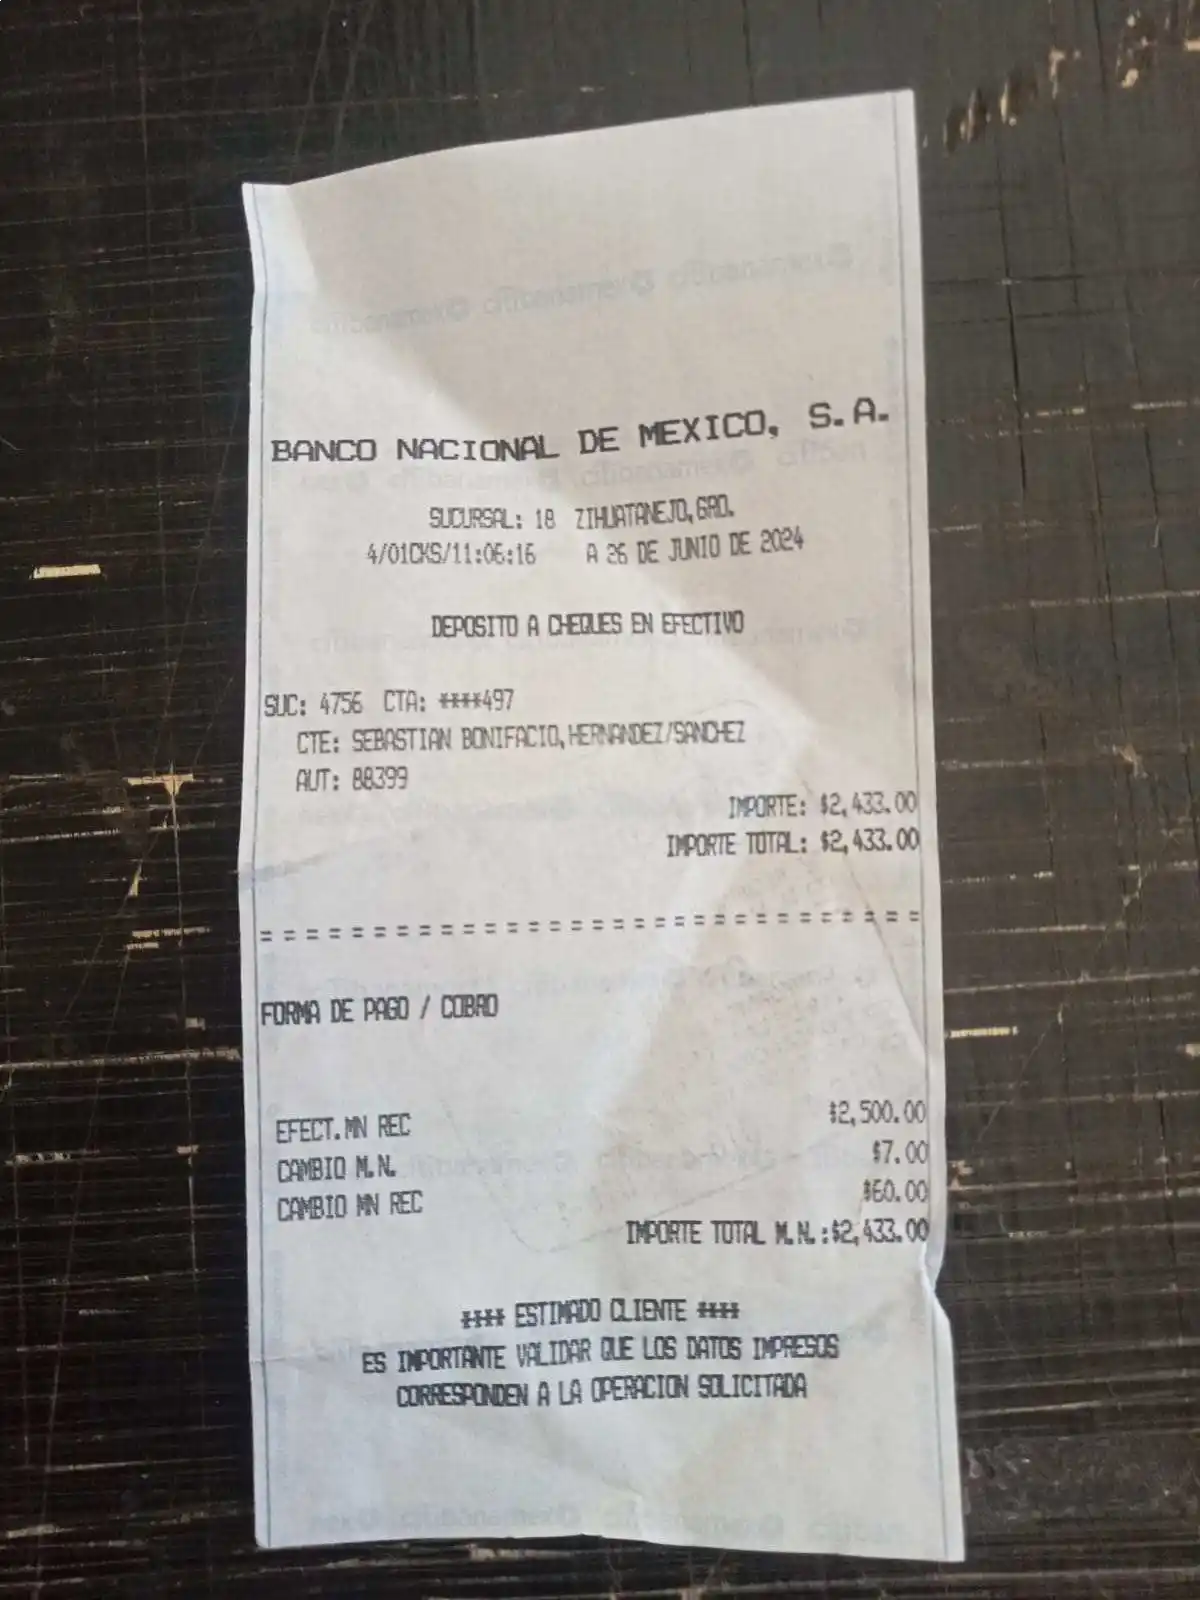 citibanamex citibanamex citibanamex
BANCO NACIONAL DE MEXICO, S.A.
SUCURSAL: 18 ZIHUATANEJO,GRO.
4/01CKS/11:06:16 A 26 DE JUNIO DE 2024
DEPOSITO A CHEQUES EN EFECTIVO
SUC: 4756 CTA: ****497
CTE: SEBASTIAN BONIFACIO,HERNANDEZ/SANCHEZ
AUT: 88399
IMPORTE: $2,433.00
IMPORTE TOTAL: $2,433.00
==============================
FORMA DE PAGO / COBRO
EFECT.MN REC $2,500.00
CAMBIO M.N. $7.00
CAMBIO MN REC $60.00
IMPORTE TOTAL M.N.:$2,433.00
**** ESTIMADO CLIENTE ****
ES IMPORTANTE VALIDAR QUE LOS DATOS IMPRESOS
CORRESPONDEN A LA OPERACION SOLICITADA